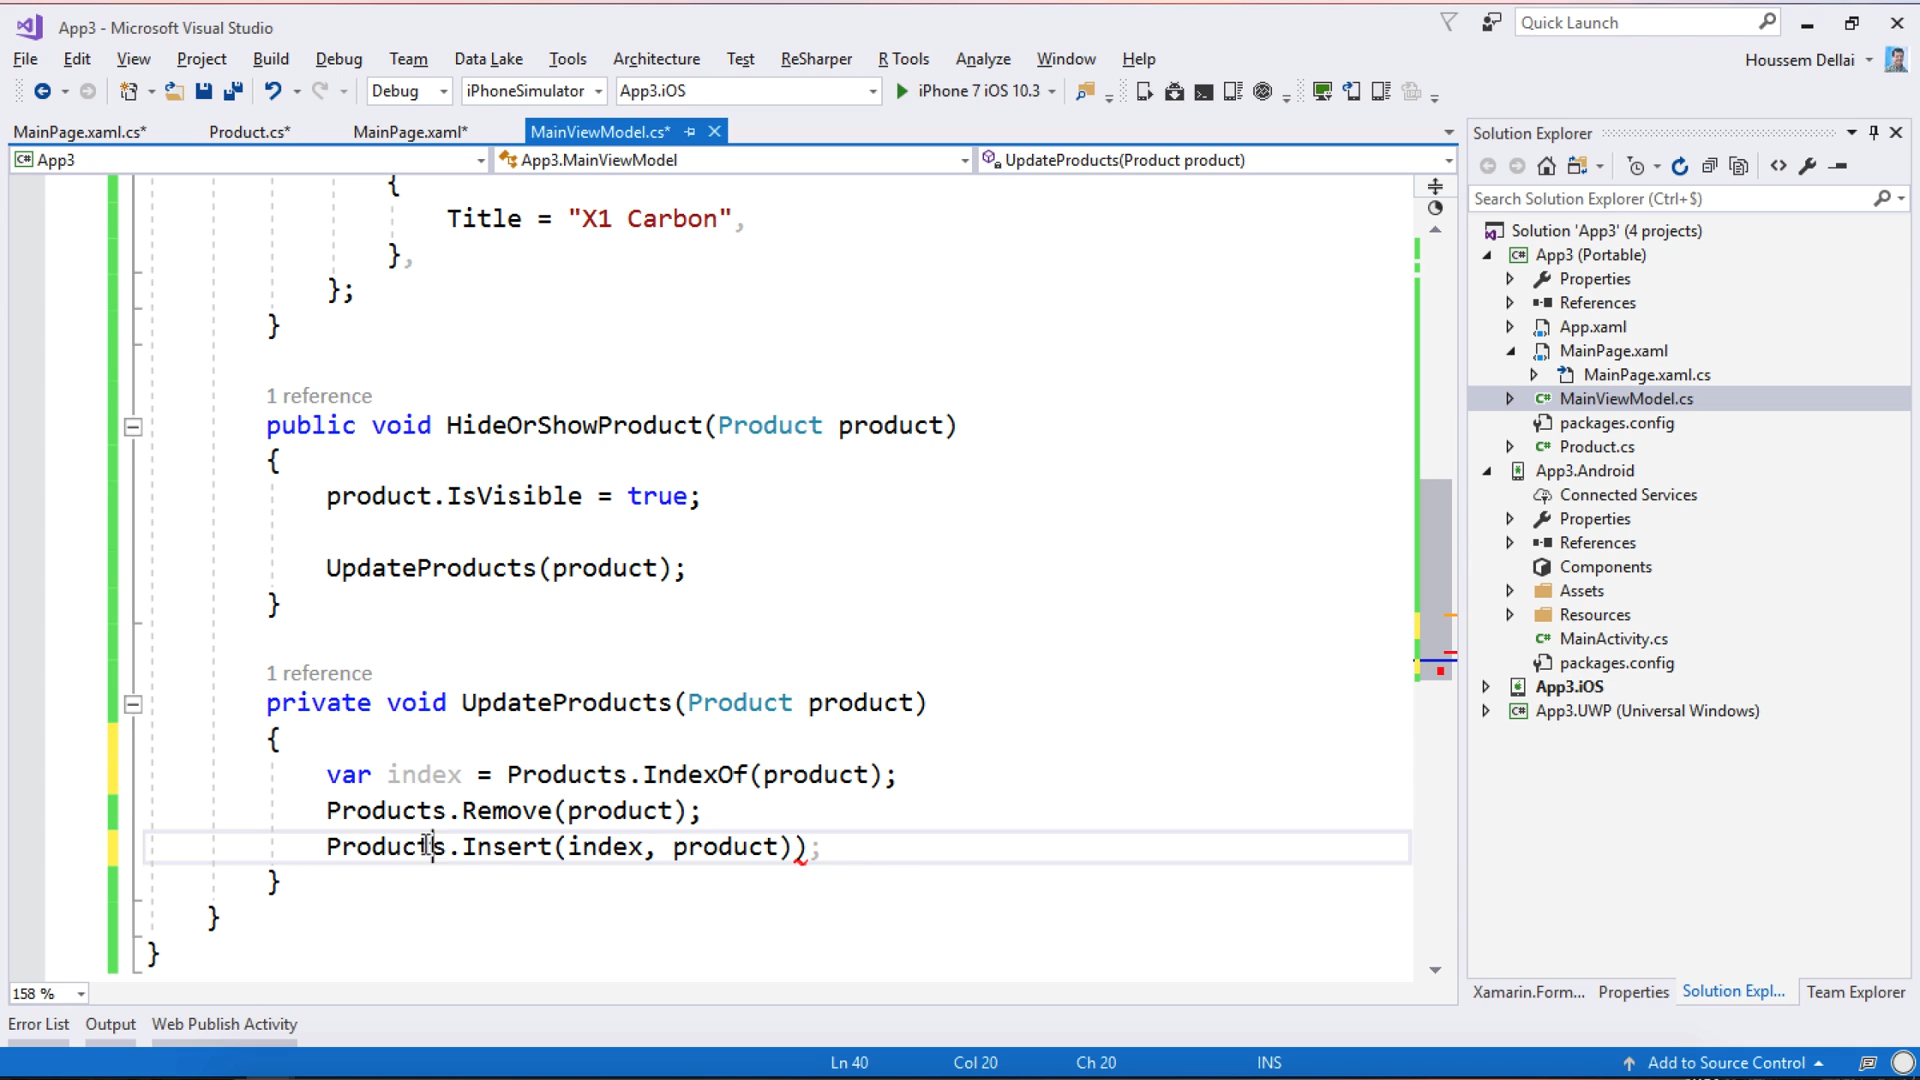 App3 - Microsoft Visual Studio
Quick Launch
File Edit View Project Build Debug Team Data Lake Tools Architecture Test ReSharper R Tools Analyze Window Help
Houssem Dellai
Debug iPhoneSimulator App3.iOS iPhone 7 iOS 10.3
MainPage.xaml.cs* Product.cs* MainPage.xaml* MainViewModel.cs*
App3 App3.MainViewModel UpdateProducts(Product product)
{
Title = "X1 Carbon",
},
};
}
1 reference
public void HideOrShowProduct(Product product)
{
product.IsVisible = true;
UpdateProducts(product);
}
1 reference
private void UpdateProducts(Product product)
{
var index = Products.IndexOf(product);
Products.Remove(product);
Products.Insert(index, product));
}
}
}
158 %
Solution Explorer
Search Solution Explorer (Ctrl+$)
Solution 'App3' (4 projects)
App3 (Portable)
Properties
References
App.xaml
MainPage.xaml
MainPage.xaml.cs
MainViewModel.cs
packages.config
Product.cs
App3.Android
Connected Services
Properties
References
Components
Assets
Resources
MainActivity.cs
packages.config
App3.iOS
App3.UWP (Universal Windows)
Xamarin.Form... Properties Solution Expl... Team Explorer
Error List Output Web Publish Activity
Ln 40 Col 20 Ch 20 INS Add to Source Control